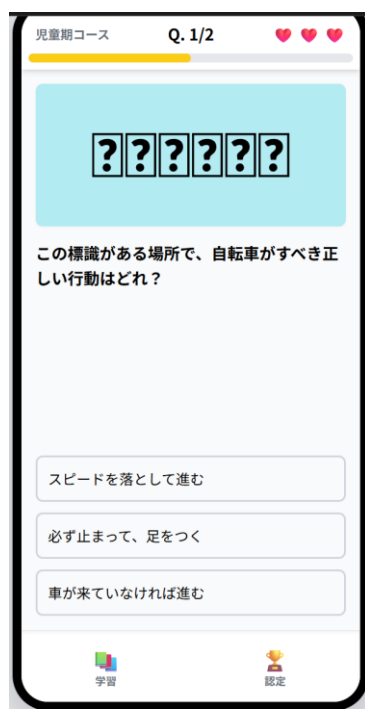 児童期コース
Q. 1/2
この標識がある場所で、自転車がすべき正
しい行動はどれ？
スピードを落として進む
必ず止まって、足をつく
車が来ていなければ進む
学習
認定